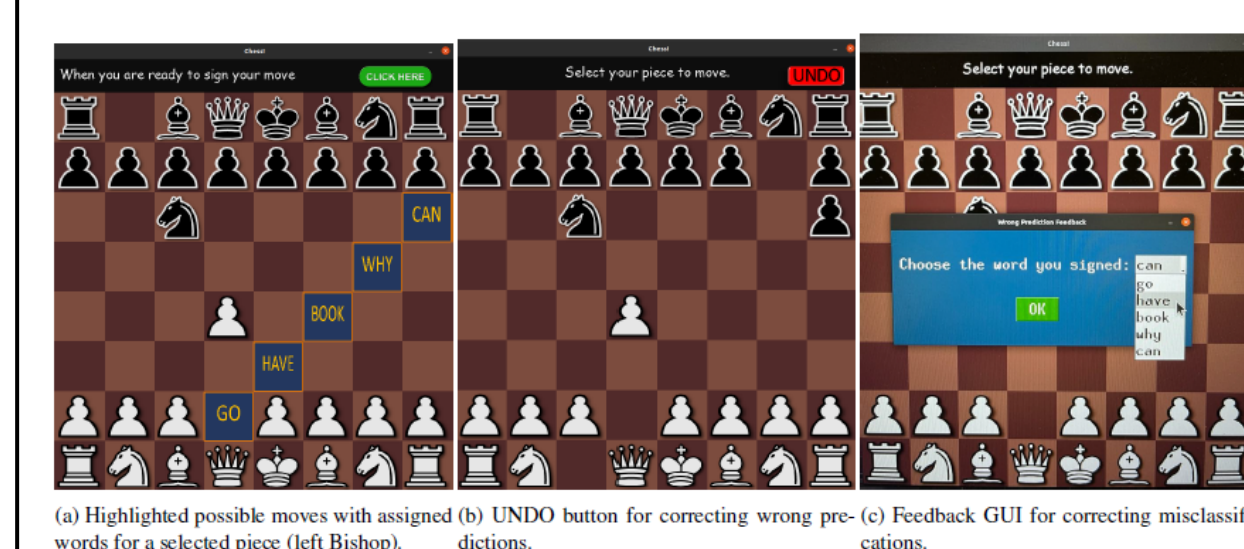 Chess!
When you are ready to sign your move
CLICK HERE
CAN
WHY
BOOK
HAVE
GO
Chess!
Select your piece to move.
UNDO
Chess!
Select your piece to move.
Wrong Prediction Feedback
Choose the word you signed: can
OK
go
have
book
why
can
(a) Highlighted possible moves with assigned
words for a selected piece (left Bishop).
(b) UNDO button for correcting wrong pre-
dictions.
(c) Feedback GUI for correcting misclassif
cations.